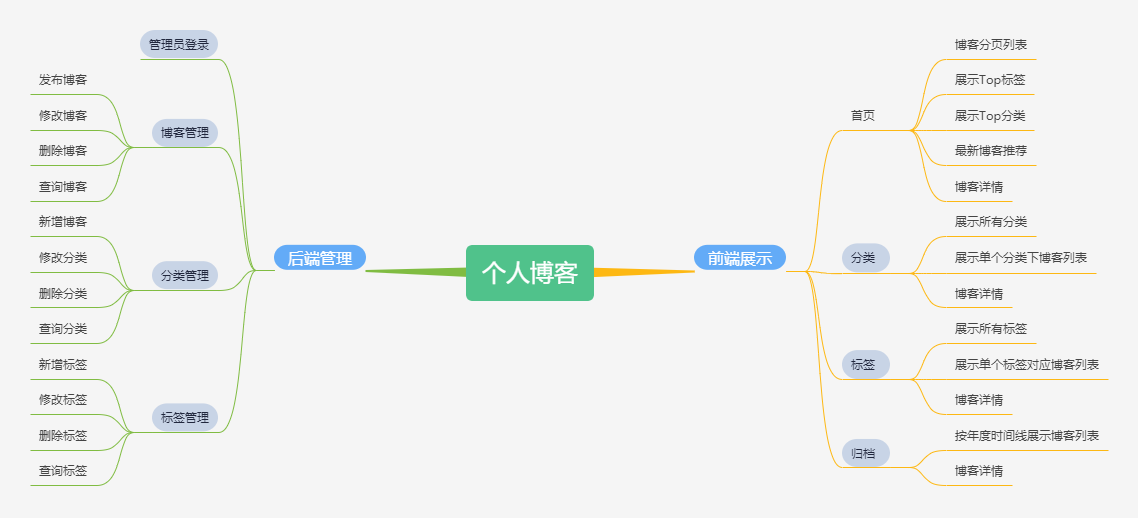 个人博客
后端管理
管理员登录
博客管理
发布博客
修改博客
删除博客
查询博客
分类管理
新增博客
修改分类
删除分类
查询分类
标签管理
新增标签
修改标签
删除标签
查询标签
前端展示
首页
博客分页列表
展示Top标签
展示Top分类
最新博客推荐
博客详情
分类
展示所有分类
展示单个分类下博客列表
博客详情
标签
展示所有标签
展示单个标签对应博客列表
博客详情
归档
按年度时间线展示博客列表
博客详情